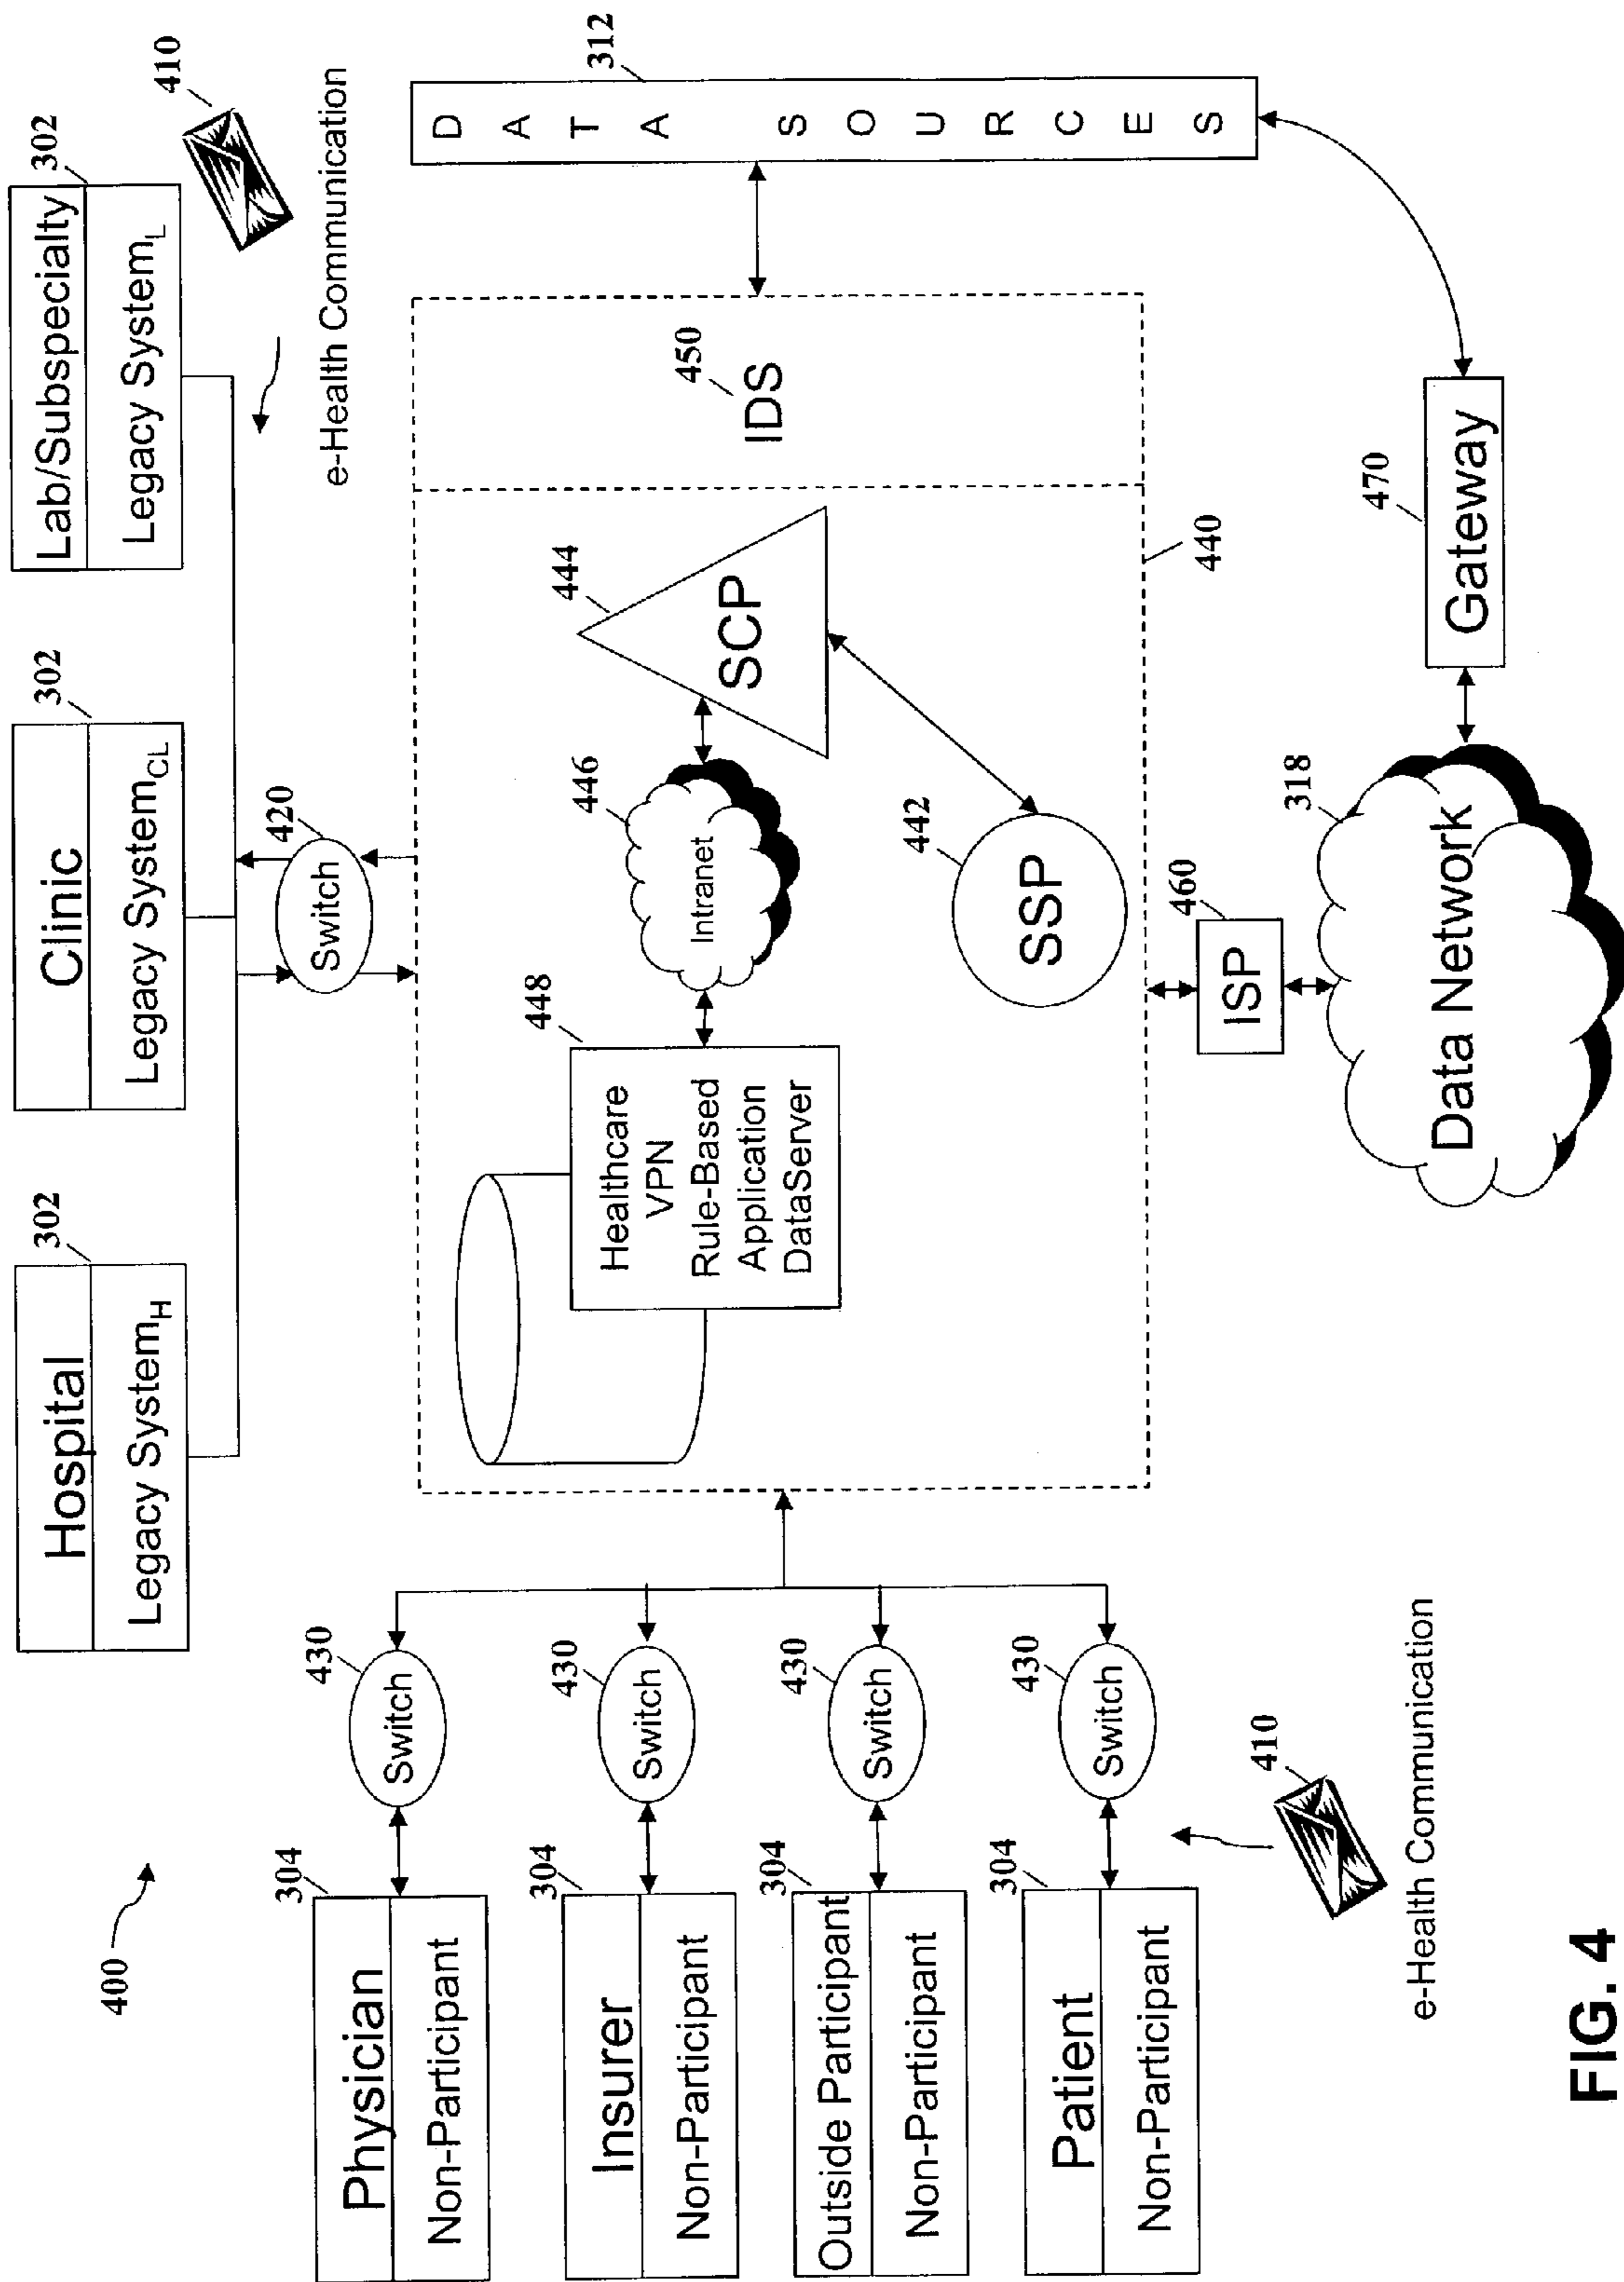 400
Hospital
302
Legacy System_H
Clinic
302
Legacy System_CL
Lab/Subspecialty
302
Legacy System_L
410
e-Health Communication
420
Switch
Physician
304
Non-Participant
430
Switch
Insurer
304
Non-Participant
430
Switch
Outside Participant
304
Non-Participant
430
Switch
Patient
304
Non-Participant
430
Switch
410
e-Health Communication
448
Healthcare
VPN
Rule-Based
Application
DataServer
446
Intranet
444
SCP
442
SSP
450
IDS
440
312
DATA SOURCES
460
ISP
318
Data Network
470
Gateway
FIG. 4